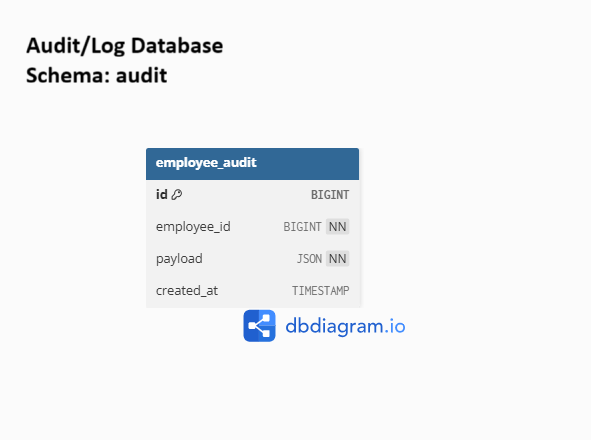 Audit/Log Database
Schema: audit
employee_audit
id BIGINT
employee_id BIGINT NN
payload JSON NN
created_at TIMESTAMP
dbdiagram.io